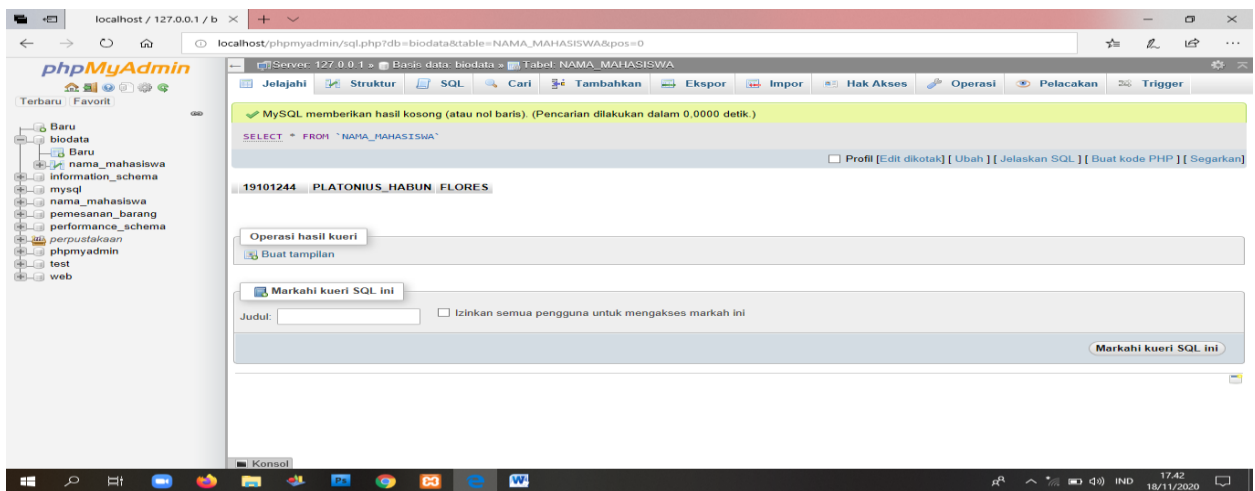 localhost / 127.0.0.1 / b
localhost/phpmyadmin/sql.php?db=biodata&table=NAMA_MAHASISWA&pos=0
phpMyAdmin
Terbaru Favorit
Baru
biodata
Baru
nama_mahasiswa
information_schema
mysql
nama_mahasiswa
pemesanan_barang
performance_schema
perpustakaan
phpmyadmin
test
web
Server: 127.0.0.1 » Basis data: biodata » Tabel: NAMA_MAHASISWA
Jelajahi Struktur SQL Cari Tambahkan Ekspor Impor Hak Akses Operasi Pelacakan Trigger
MySQL memberikan hasil kosong (atau nol baris). (Pencarian dilakukan dalam 0,0000 detik.)
SELECT * FROM `NAMA_MAHASISWA`
Profil [Edit dikotak] [ Ubah ] [ Jelaskan SQL ] [ Buat kode PHP ] [ Segarkan]
19101244 PLATONIUS_HABUN FLORES
Operasi hasil kueri
Buat tampilan
Markahi kueri SQL ini
Judul: Izinkan semua pengguna untuk mengakses markah ini
Markahi kueri SQL ini
Konsol
Ps
W
IND
17.42
18/11/2020